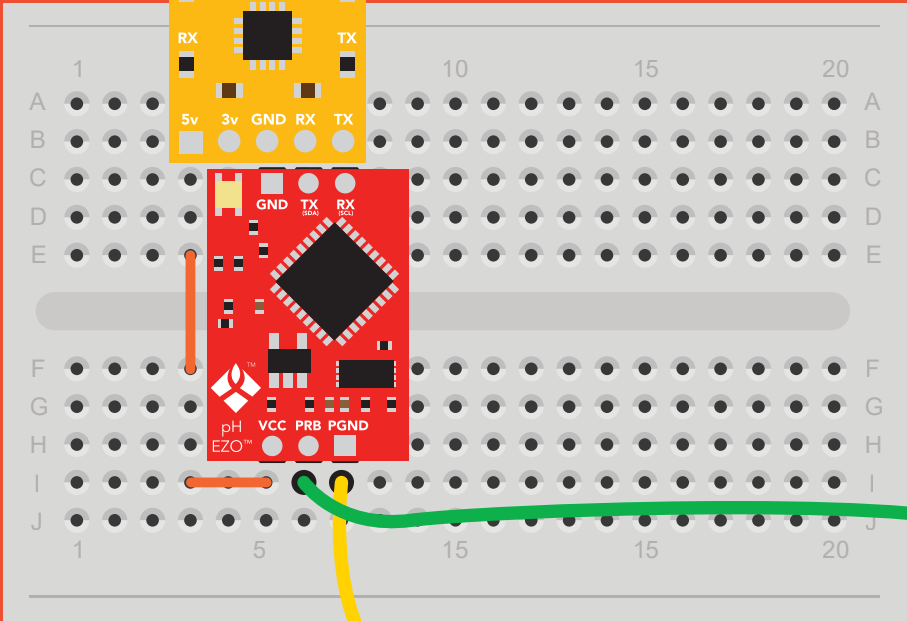 RX TX
1 10 15 20
A A
5v 3v GND RX TX
B B
C C
GND TX RX
(SDA) (SCL)
D D
E E
F F
TM
G G
VCC PRB PGND
pH
H H
EZO™
I I
J J
1 5 15 15 20